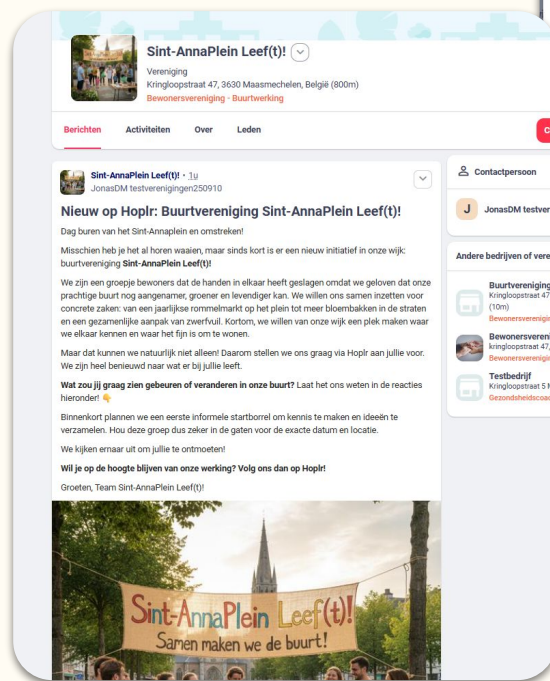 Sint-AnnaPlein Leef(t)!
Vereniging
Kringloopstraat 47, 3630 Maasmechelen, België (800m)
Bewonersvereniging - Buurtwerking
Berichten Activiteiten Over Leden
Sint-AnnaPlein Leef(t)! • 1u
JonasDM testverenigingen250910
Nieuw op Hoplr: Buurtvereniging Sint-AnnaPlein Leef(t)!
Dag buren van het Sint-Annaplein en omstreken!
Misschien heb je het al horen waaien, maar sinds kort is er een nieuw initiatief in onze wijk:
buurtvereniging Sint-AnnaPlein Leef(t)!
We zijn een groepje bewoners dat de handen in elkaar heeft geslagen omdat we geloven dat onze
prachtige buurt nog aangenamer, groener en levendiger kan. We willen ons samen inzetten voor
concrete zaken: van een jaarlijkse rommelmarkt op het plein tot meer bloembakken in de straten
en een gezamenlijke aanpak van zwerfvuil. Kortom, we willen van onze wijk een plek maken waar
we elkaar kennen en waar het fijn is om te wonen.
Maar dat kunnen we natuurlijk niet alleen! Daarom stellen we ons graag via Hoplr aan jullie voor.
We zijn heel benieuwd naar wat er bij jullie leeft.
Wat zou jij graag zien gebeuren of veranderen in onze buurt? Laat het ons weten in de reacties
hieronder! 👇
Binnenkort plannen we een eerste informele startborrel om kennis te maken en ideeën te
verzamelen. Hou deze groep dus zeker in de gaten voor de exacte datum en locatie.
We kijken ernaar uit om jullie te ontmoeten!
Wil je op de hoogte blijven van onze werking? Volg ons dan op Hoplr!
Groeten, Team Sint-AnnaPlein Leef(t)!
Sint-AnnaPlein Leef(t)!
Samen maken we de buurt!
Contactpersoon
J JonasDM testver
Andere bedrijven of vere
Buurtvereniging
Kringloopstraat 47
(10m)
Bewonersverenigin
Bewonersvereni
kringloopstraat 47,
Bewonersverenigin
Testbedrijf
Kringloopstraat 5 M
Gezondsheidscoac